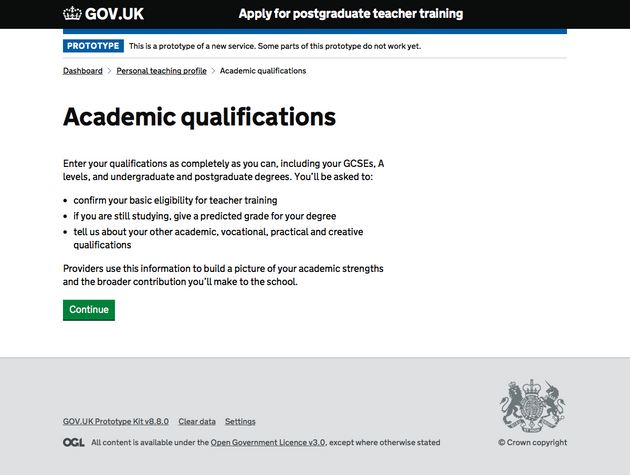 GOV.UK Apply for postgraduate teacher training
PROTOTYPE This is a prototype of a new service. Some parts of this prototype do not work yet.
Dashboard > Personal teaching profile > Academic qualifications
Academic qualifications
Enter your qualifications as completely as you can, including your GCSEs, A
levels, and undergraduate and postgraduate degrees. You’ll be asked to:
• confirm your basic eligibility for teacher training
• if you are still studying, give a predicted grade for your degree
• tell us about your other academic, vocational, practical and creative
qualifications
Providers use this information to build a picture of your academic strengths
and the broader contribution you’ll make to the school.
Continue
GOV.UK Prototype Kit v8.8.0 Clear data Settings
OGL All content is available under the Open Government Licence v3.0, except where otherwise stated
© Crown copyright